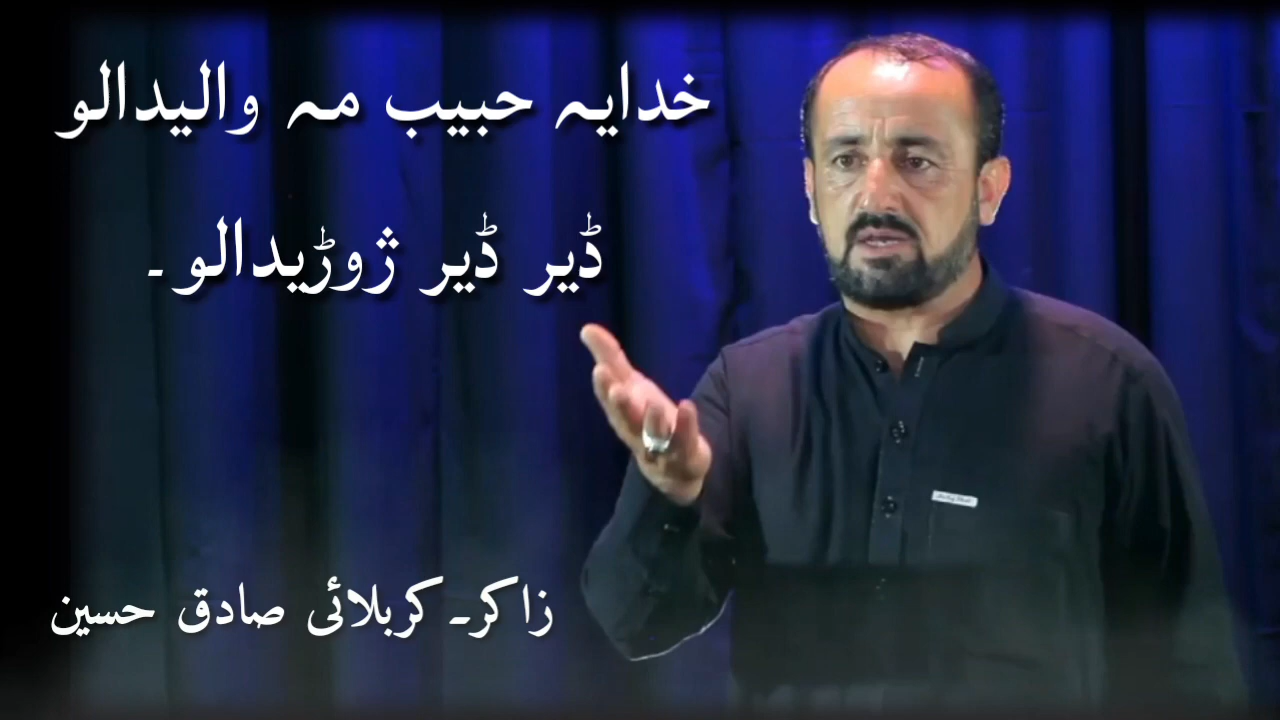 خدایہ حبیب مہ والیدالو
ڈیر ڈیر ژوڑیدالو۔
زاکر۔ کربلائی صادق حسین